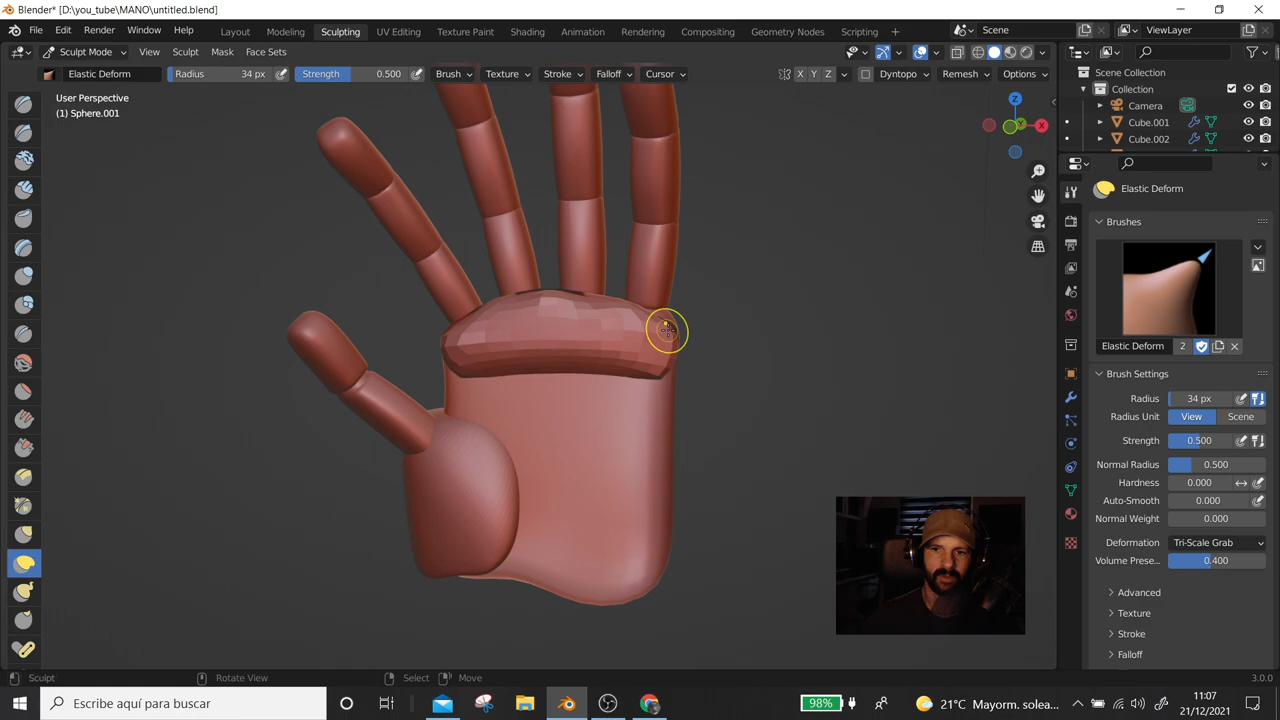 Blender* [D:\you_tube\MANO\untitled.blend]
File Edit Render Window Help Layout Modeling Sculpting UV Editing Texture Paint Shading Animation Rendering Compositing Geometry Nodes Scripting + Scene ViewLayer
Sculpt Mode View Sculpt Mask Face Sets
Elastic Deform Radius 34 px Strength 0.500 Brush Texture Stroke Falloff Cursor X Y Z Dyntopo Remesh Options
User Perspective
(1) Sphere.001
Z
X
Scene Collection
Collection
Camera
Cube.001
Cube.002
Elastic Deform
Brushes
Elastic Deform 2
Brush Settings
Radius 34 px
Radius Unit View Scene
Strength 0.500
Normal Radius 0.500
Hardness 0.000
Auto-Smooth 0.000
Normal Weight 0.000
Deformation Tri-Scale Grab
Volume Prese... 0.400
Advanced
Texture
Stroke
Falloff
Sculpt Rotate View Select Move 3.0.0
Escribe aquí para buscar 98% 21°C Mayorm. solea...
11:07
21/12/2021